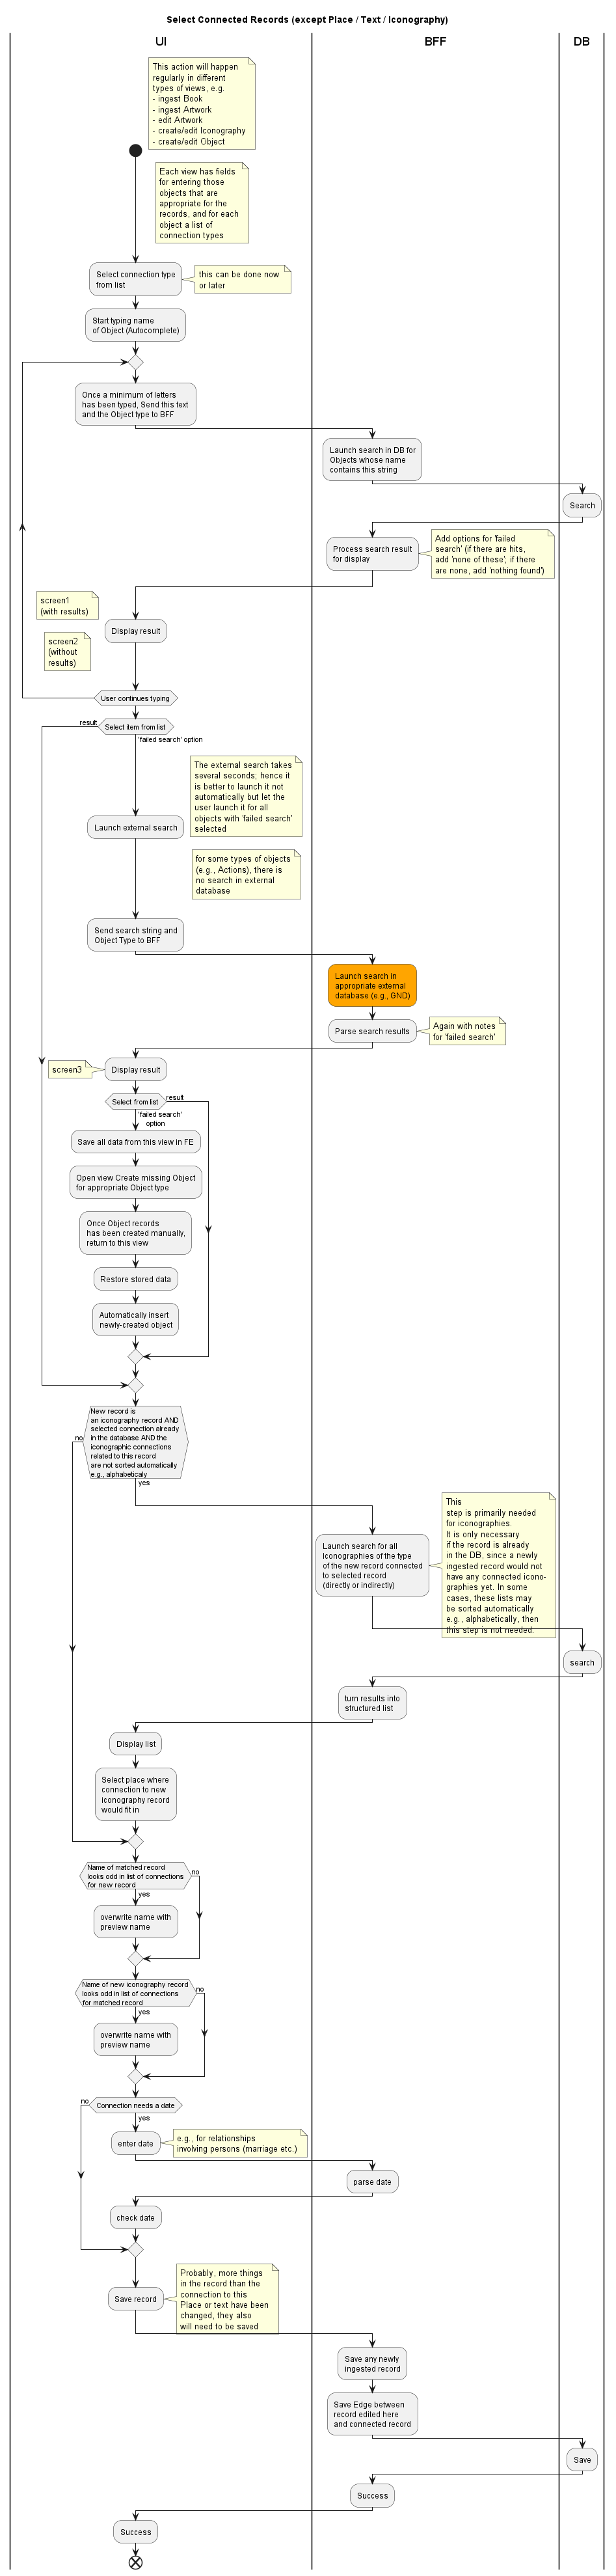 Select Connected Records (except Place / Text / Iconography)
UI
BFF
DB
This action will happen
regularly in different
types of views, e.g.
- ingest Book
- ingest Artwork
- edit Artwork
- create/edit Iconography
- create/edit Object
Each view has fields
for entering those
objects that are
appropriate for the
records, and for each
object a list of
connection types
Select connection type
from list
this can be done now
or later
Start typing name
of Object (Autocomplete)
Once a minimum of letters
has been typed, Send this text
and the Object type to BFF
Launch search in DB for
Objects whose name
contains this string
Search
Process search result
for display
Add options for 'failed
search' (if there are hits,
add 'none of these'; if there
are none, add 'nothing found')
screen1
(with results)
Display result
screen2
(without
results)
User continues typing
result
Select item from list
'failed search' option
The external search takes
several seconds; hence it
is better to launch it not
automatically but let the
user launch it for all
objects with 'failed search'
selected
Launch external search
for some types of objects
(e.g., Actions), there is
no search in external
database
Send search string and
Object Type to BFF
Launch search in
appropriate external
database (e.g., GND)
Parse search results
Again with notes
for 'failed search'
screen3
Display result
Select from list
result
'failed search'
option
Save all data from this view in FE
Open view Create missing Object
for appropriate Object type
Once Object records
has been created manually,
return to this view
Restore stored data
Automatically insert
newly-created object
New record is
an iconography record AND
selected connection already
in the database AND the
iconographic connections
related to this record
are not sorted automatically
e.g., alphabeticaly
no
yes
Launch search for all
Iconographies of the type
of the new record connected
to selected record
(directly or indirectly)
This
step is primarily needed
for iconographies.
It is only necessary
if the record is already
in the DB, since a newly
ingested record would not
have any connected icono-
graphies yet. In some
cases, these lists may
be sorted automatically
e.g., alphabetically, then
this step is not needed.
search
turn results into
structured list
Display list
Select place where
connection to new
iconography record
would fit in
Name of matched record
looks odd in list of connections
for new record
no
yes
overwrite name with
preview name
Name of new iconography record
looks odd in list of connections
for matched record
no
yes
overwrite name with
preview name
no
Connection needs a date
yes
enter date
e.g., for relationships
involving persons (marriage etc.)
parse date
check date
Save record
Probably, more things
in the record than the
connection to this
Place or text have been
changed, they also
will need to be saved
Save any newly
ingested record
Save Edge between
record edited here
and connected record
Save
Success
Success